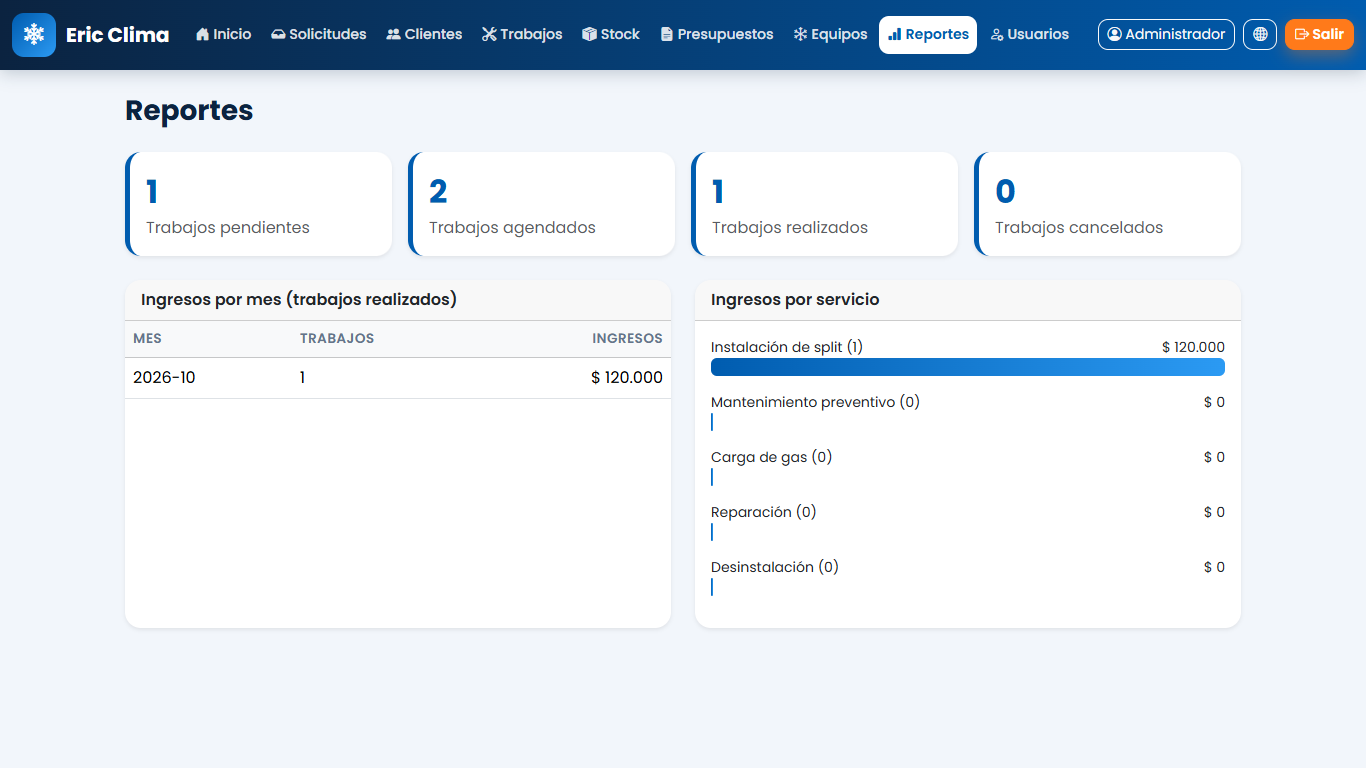 Eric Clima Inicio Solicitudes Clientes Trabajos Stock Presupuestos Equipos Reportes Usuarios Administrador Salir
Reportes
1
Trabajos pendientes
2
Trabajos agendados
1
Trabajos realizados
0
Trabajos cancelados
Ingresos por mes (trabajos realizados)
MES TRABAJOS INGRESOS
2026-10 1 $ 120.000
Ingresos por servicio
Instalación de split (1) $ 120.000
Mantenimiento preventivo (0) $ 0
Carga de gas (0) $ 0
Reparación (0) $ 0
Desinstalación (0) $ 0